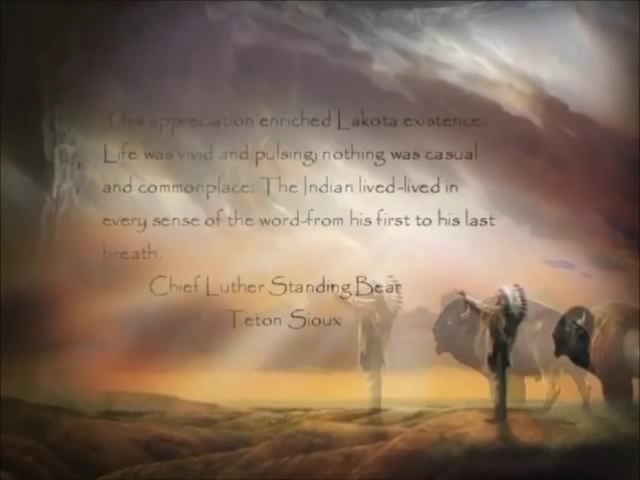 This appreciation enriched Lakota existence.
Life was vivid and pulsing; nothing was casual
and commonplace. The Indian lived-lived in
every sense of the word-from his first to his last
breath.
Chief Luther Standing Bear
Teton Sioux